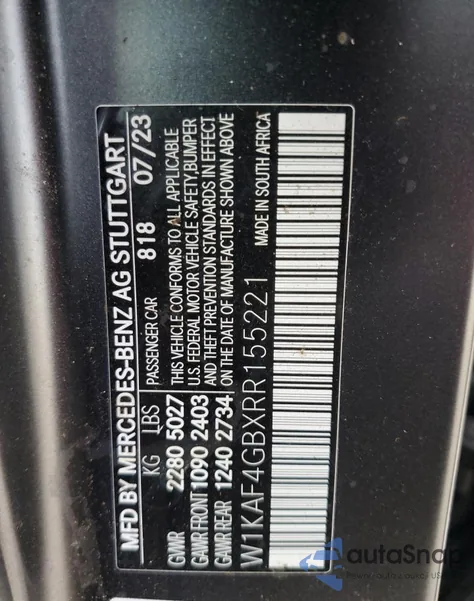 MFD BY MERCEDES-BENZ AG STUTTGART
KG LBS PASSENGER CAR 818 07/23
GVWR 2280 5027 THIS VEHICLE CONFORMS TO ALL APPLICABLE
U.S. FEDERAL MOTOR VEHICLE SAFETY,BUMPER
GAWR FRONT 1090 2403 AND THEFT PREVENTION STANDARDS IN EFFECT
GAWR REAR 1240 2734 ON THE DATE OF MANUFACTURE SHOWN ABOVE
W1KAF4GBXRR155221 MADE IN SOUTH AFRICA
autaSnap